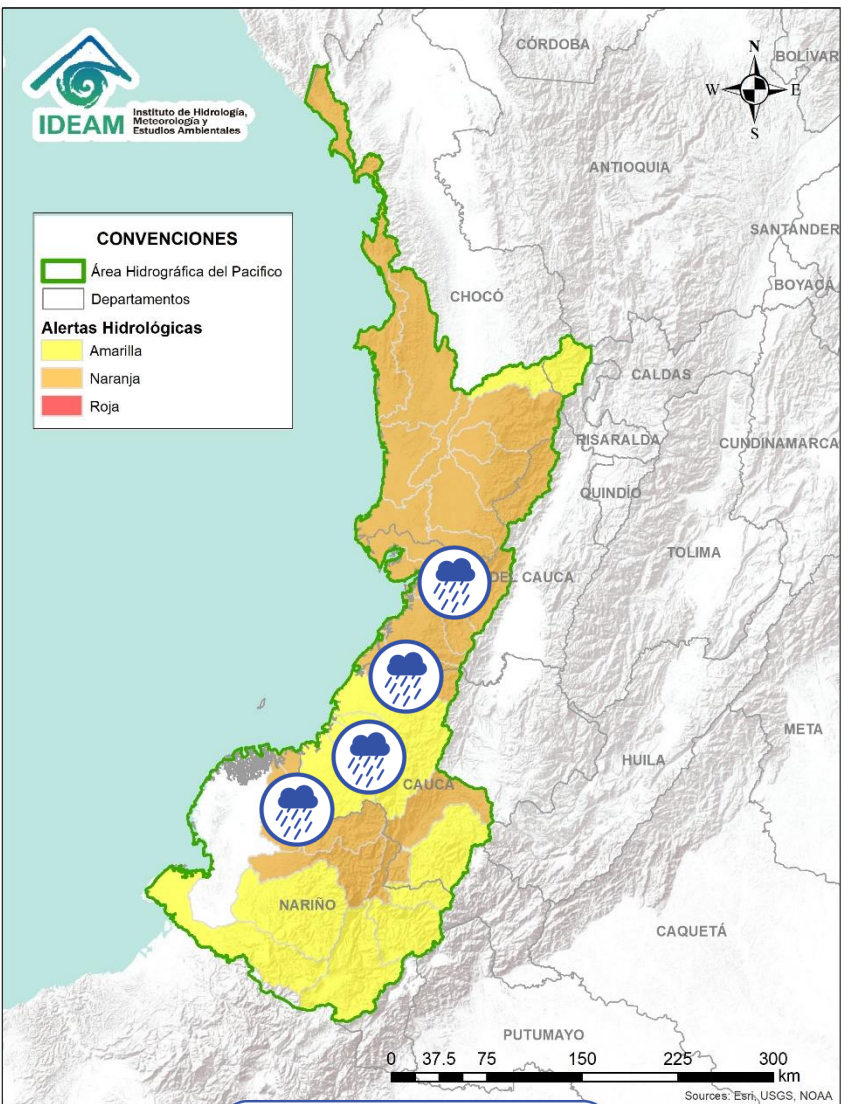 IDEAM
Instituto de Hidrología,
Meteorología y
Estudios Ambientales
CÓRDOBA
BOLÍVAR
N
W
E
S
ANTIOQUIA
SANTANDER
BOYACÁ
CHOCÓ
CONVENCIONES
Área Hidrográfica del Pacifico
Departamentos
Alertas Hidrológicas
Amarilla
Naranja
Roja
CALDAS
RISARALDA
CUNDINAMARCA
QUINDÍO
TOLIMA
DEL CAUCA
META
HUILA
CAUCA
NARIÑO
CAQUETÁ
PUTUMAYO
0 37.5 75 150 225 300
km
Sources: Esri, USGS, NOAA